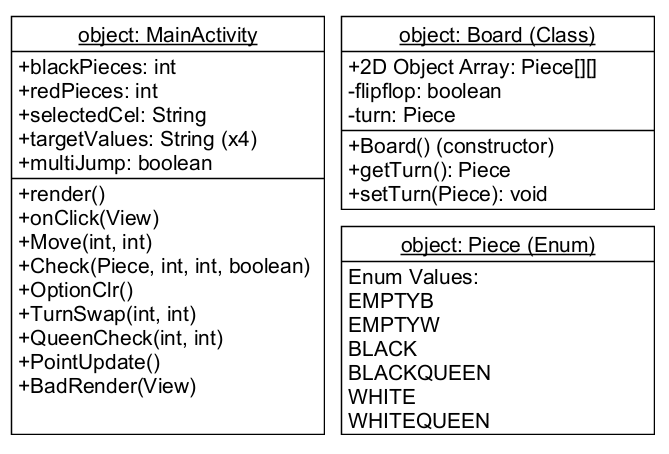 object: MainActivity
+blackPieces: int
+redPieces: int
+selectedCel: String
+targetValues: String (x4)
+multiJump: boolean
+render()
+onClick(View)
+Move(int, int)
+Check(Piece, int, int, boolean)
+OptionClr()
+TurnSwap(int, int)
+QueenCheck(int, int)
+PointUpdate()
+BadRender(View)
object: Board (Class)
+2D Object Array: Piece[][]
-flipflop: boolean
-turn: Piece
+Board() (constructor)
+getTurn(): Piece
+setTurn(Piece): void
object: Piece (Enum)
Enum Values:
EMPTYB
EMPTYW
BLACK
BLACKQUEEN
WHITE
WHITEQUEEN